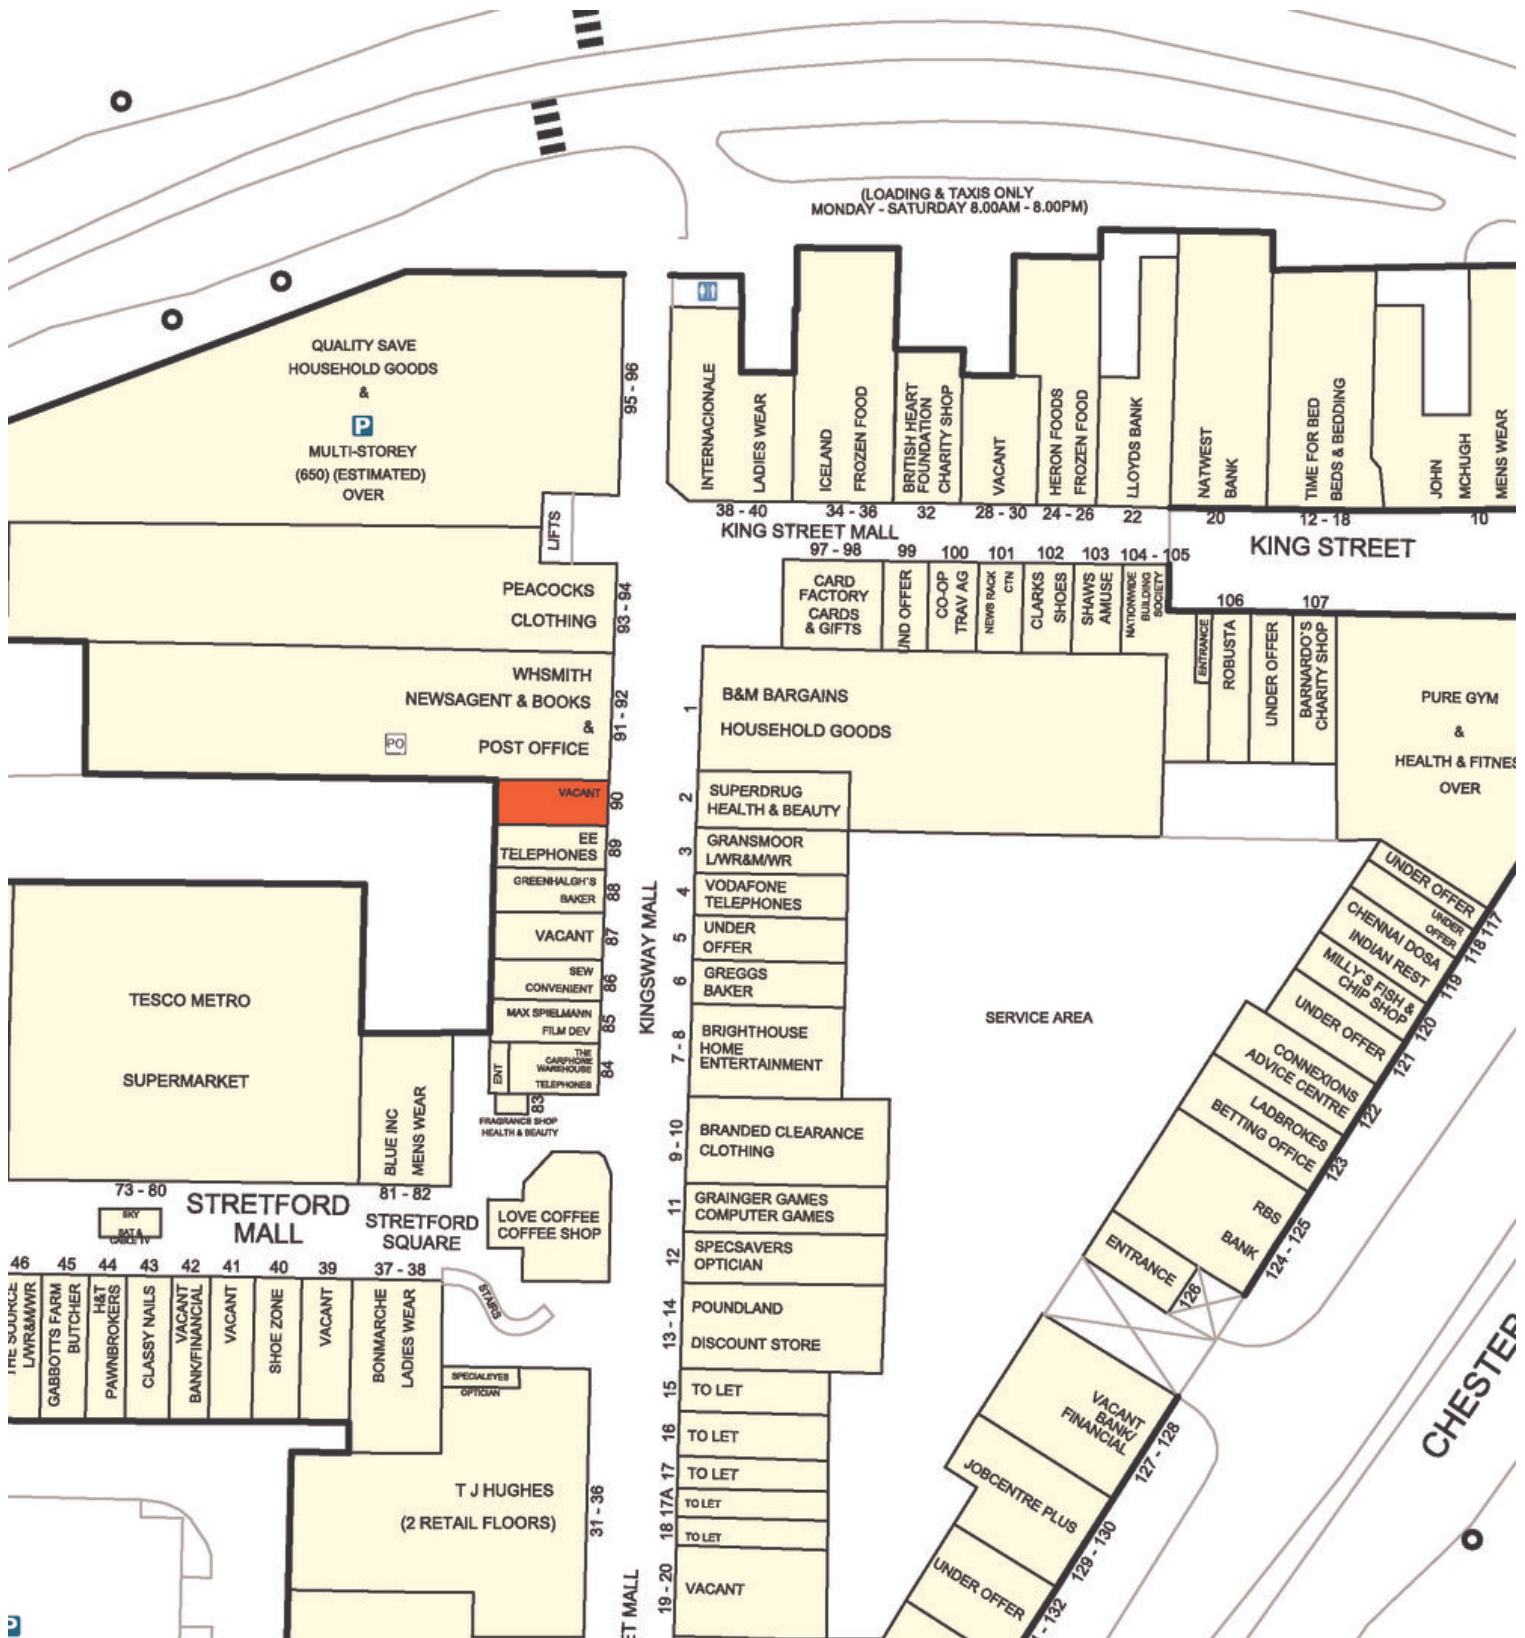 (LOADING & TAXIS ONLY
MONDAY - SATURDAY 8.00AM - 8.00PM)
QUALITY SAVE
HOUSEHOLD GOODS
&
P
MULTI-STOREY
(650) (ESTIMATED)
OVER
95 - 96
LIFTS
INTERNACIONALE
LADIES WEAR
38 - 40
ICELAND
FROZEN FOOD
34 - 36
BRITISH HEART
FOUNDATION
CHARITY SHOP
32
VACANT
28 - 30
HERON FOODS
FROZEN FOOD
24 - 26
LLOYDS BANK
22
NATWEST
BANK
20
TIME FOR BED
BEDS & BEDDING
12 - 18
JOHN
MCHUGH
MENS WEAR
10
KING STREET MALL
KING STREET
97 - 98
CARD
FACTORY
CARDS
& GIFTS
99
UND OFFER
100
CO-OP
TRAV AG
101
NEWS RACK
CTN
102
CLARKS
SHOES
103
SHAWS
AMUSE
104 - 105
NATIONWIDE
BUILDING
SOCIETY
ENTRANCE
106
ROBUSTA
UNDER OFFER
107
BARNARDO'S
CHARITY SHOP
PURE GYM
&
HEALTH & FITNES
OVER
PEACOCKS
CLOTHING
93 - 94
WHSMITH
NEWSAGENT & BOOKS
&
POST OFFICE
PO
91 - 92
VACANT
90
EE
TELEPHONES
89
GREENHALGH'S
BAKER
88
VACANT
87
SEW
CONVENIENT
86
MAX SPIELMANN
FILM DEV
85
ENT
THE
CARPHONE
WAREHOUSE
TELEPHONES
84
83
FRAGRANCE SHOP
HEALTH & BEAUTY
KINGSWAY MALL
1
B&M BARGAINS
HOUSEHOLD GOODS
2
SUPERDRUG
HEALTH & BEAUTY
3
GRANSMOOR
L/WR&M/WR
4
VODAFONE
TELEPHONES
5
UNDER
OFFER
6
GREGGS
BAKER
7 - 8
BRIGHTHOUSE
HOME
ENTERTAINMENT
9 - 10
BRANDED CLEARANCE
CLOTHING
11
GRAINGER GAMES
COMPUTER GAMES
12
SPECSAVERS
OPTICIAN
13 - 14
POUNDLAND
DISCOUNT STORE
15
TO LET
16
TO LET
17
TO LET
17A
TO LET
18
TO LET
19 - 20
VACANT
ET MALL
SERVICE AREA
UNDER OFFER
117
UNDER
OFFER
118
CHENNAI DOSA
INDIAN REST
119
MILLY'S FISH &
CHIP SHOP
120
UNDER OFFER
121
CONNEXIONS
ADVICE CENTRE
122
LADBROKES
BETTING OFFICE
123
RBS
BANK
124 - 125
ENTRANCE
126
VACANT
BANK/
FINANCIAL
127 - 128
JOBCENTRE PLUS
129 - 130
UNDER OFFER
- 132
CHESTER
TESCO METRO
SUPERMARKET
73 - 80
BLUE INC
MENS WEAR
81 - 82
STRETFORD
MALL
STRETFORD
SQUARE
SKY
SAT &
CABLE TV
LOVE COFFEE
COFFEE SHOP
STAIRS
46
THE SOURCE
L/WR&M/WR
45
GABBOTTS FARM
BUTCHER
44
H&T
PAWNBROKERS
43
CLASSY NAILS
42
VACANT
BANK/FINANCIAL
41
VACANT
40
SHOE ZONE
39
VACANT
37 - 38
BONMARCHE
LADIES WEAR
SPECIALEYES
OPTICIAN
T J HUGHES
(2 RETAIL FLOORS)
31 - 36
P